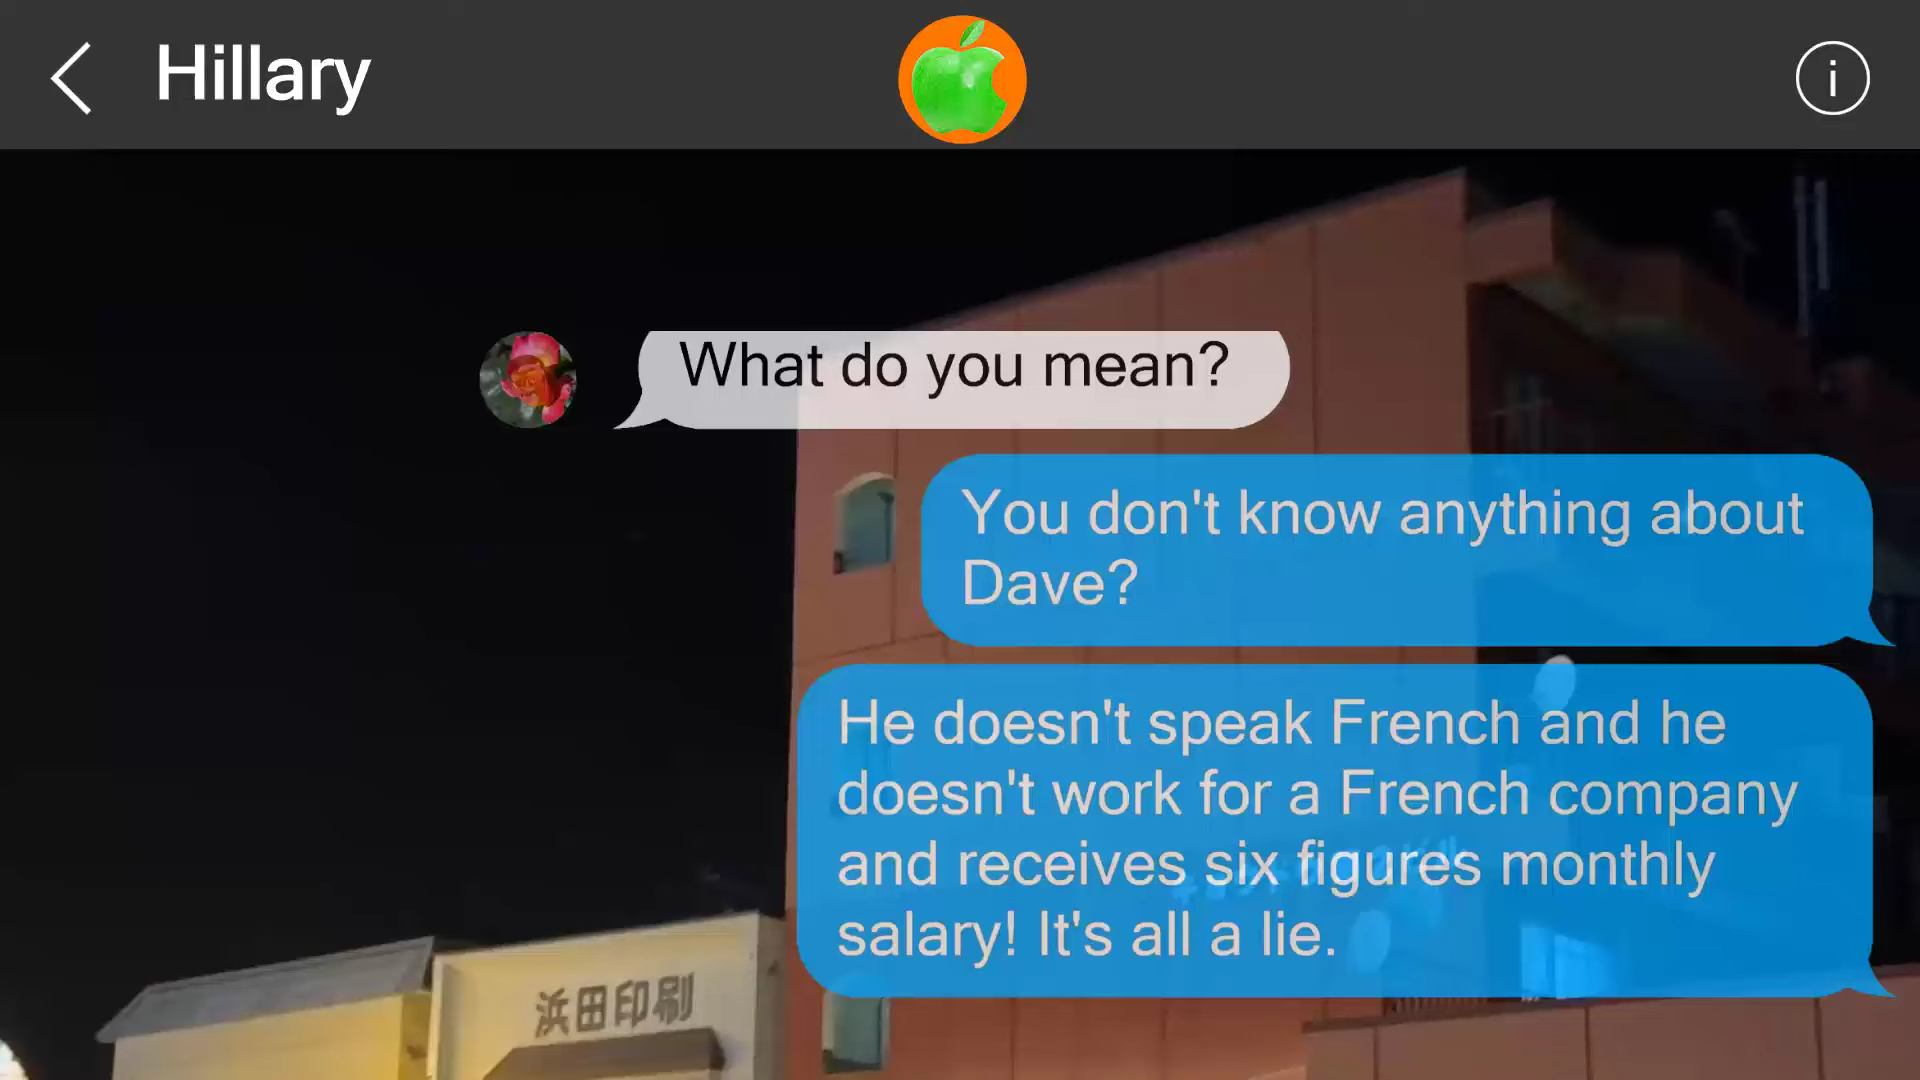 Hillary
What do you mean?
You don't know anything about
Dave?
He doesn't speak French and he
doesn't work for a French company
and receives six figures monthly
salary! It's all a lie.
浜田印刷